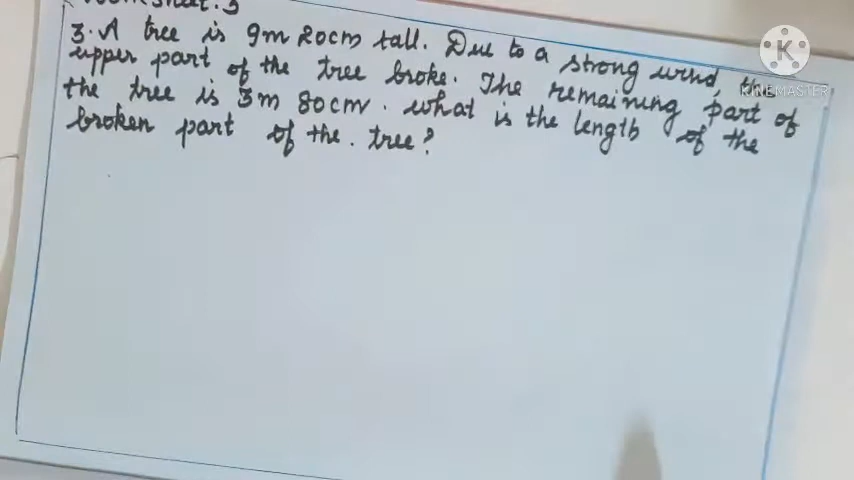 Worksheet:3
3. A tree is 9m 20cm tall. Due to a strong wind, the
upper part of the tree broke. The remaining part of
the tree is 3m 80cm. what is the length of the
broken part of the. tree?
KINEMASTER